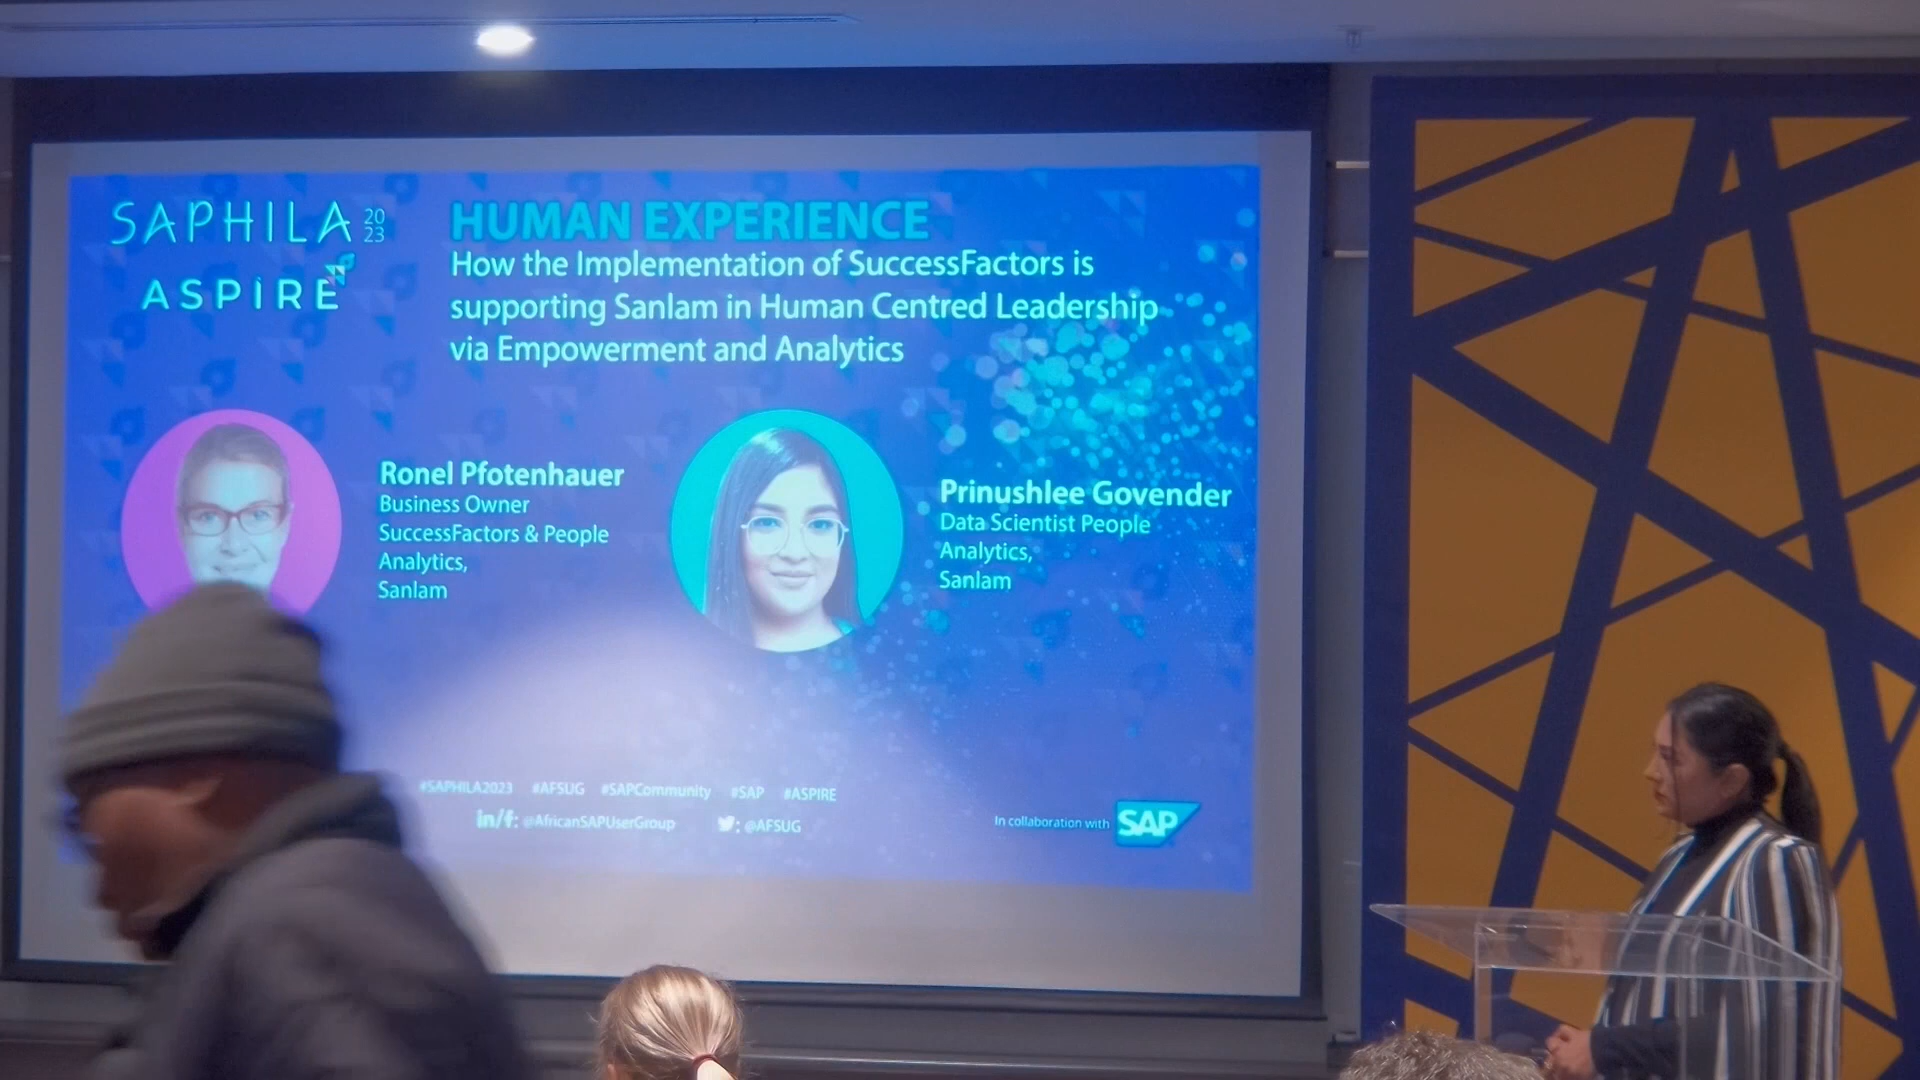 SAPHILA 20
23
ASPIRE
HUMAN EXPERIENCE
How the Implementation of SuccessFactors is
supporting Sanlam in Human Centred Leadership
via Empowerment and Analytics
Ronel Pfotenhauer
Business Owner
SuccessFactors & People
Analytics,
Sanlam
Prinushlee Govender
Data Scientist People
Analytics,
Sanlam
#SAPHILA2023 #AFSUG #SAPCommunity #SAP #ASPIRE
in/f: @AfricanSAPUserGroup : @AFSUG
In collaboration with SAP